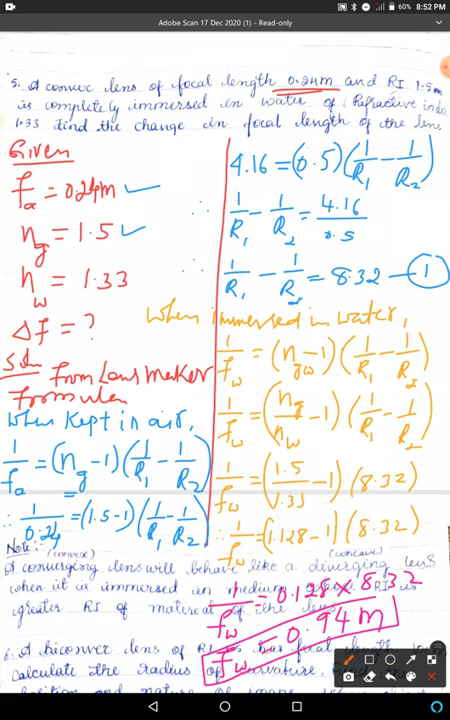 60% 8:52 PM
Adobe Scan 17 Dec 2020 (1) - Read-only
5. A convex lens of focal length 0.24m and RI 1.5
is completely immersed in water of Refractive index
1.33 find the change in focal length of the lens
Given
fa = 0.24m
ng = 1.5
nw = 1.33
Δf = ?
Soln From Lens Maker
Formula
When Kept in air,
1/fa = (ng - 1) (1/R1 - 1/R2)
∴ 1/0.24 = (1.5 - 1) (1/R1 - 1/R2)
4.16 = (0.5) (1/R1 - 1/R2)
∴ 1/R1 - 1/R2 = 4.16/0.5
∴ 1/R1 - 1/R2 = 8.32 — 1
When immersed in water,
1/fw = (ngw - 1) (1/R1 - 1/R2)
1/fw = (ng/nw - 1) (1/R1 - 1/R2)
1/fw = (1.5/1.33 - 1) (8.32)
∴ 1/fw = (1.128 - 1) (8.32)
1/fw = 0.128 × 8.32
fw = 0.94 m
Note: (convex) (concave)
A converging lens will behave like a diverging lens
when it is immersed in medium RI is
greater RI of material of the lens
6. A biconvex lens of RI has focal length
calculate the radius of curvature